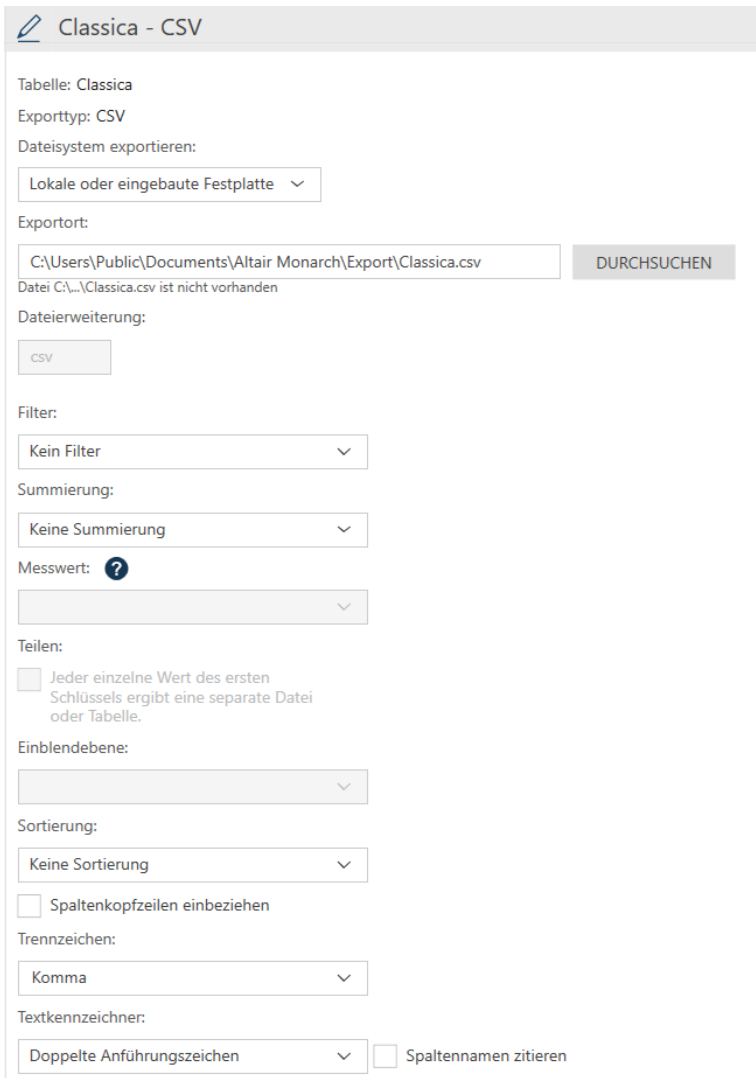 Classica - CSV
Tabelle: Classica
Exporttyp: CSV
Dateisystem exportieren:
Lokale oder eingebaute Festplatte
Exportort:
C:\Users\Public\Documents\Altair Monarch\Export\Classica.csv
DURCHSUCHEN
Datei C:\...\Classica.csv ist nicht vorhanden
Dateierweiterung:
csv
Filter:
Kein Filter
Summierung:
Keine Summierung
Messwert: ?
Teilen:
Jeder einzelne Wert des ersten
Schlüssels ergibt eine separate Datei
oder Tabelle.
Einblendebene:
Sortierung:
Keine Sortierung
Spaltenkopfzeilen einbeziehen
Trennzeichen:
Komma
Textkennzeichner:
Doppelte Anführungszeichen
Spaltennamen zitieren